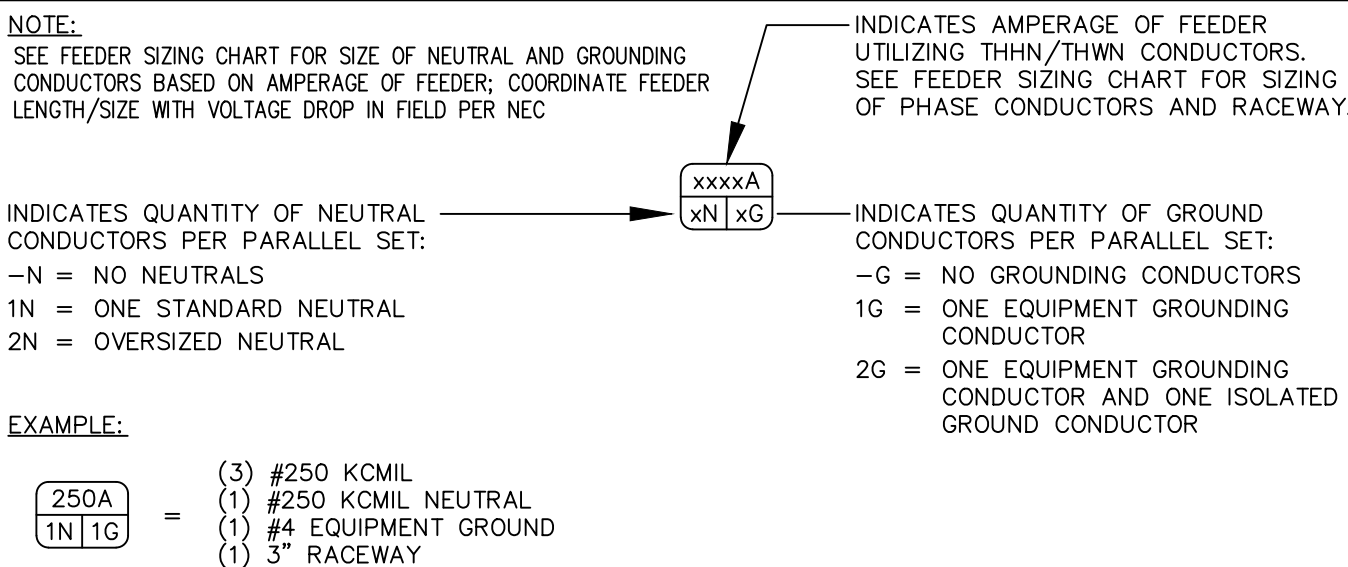 NOTE:
SEE FEEDER SIZING CHART FOR SIZE OF NEUTRAL AND GROUNDING
CONDUCTORS BASED ON AMPERAGE OF FEEDER; COORDINATE FEEDER
LENGTH/SIZE WITH VOLTAGE DROP IN FIELD PER NEC
INDICATES AMPERAGE OF FEEDER
UTILIZING THHN/THWN CONDUCTORS.
SEE FEEDER SIZING CHART FOR SIZING
OF PHASE CONDUCTORS AND RACEWAY.
xxxxA
xN xG
INDICATES QUANTITY OF NEUTRAL
CONDUCTORS PER PARALLEL SET:
-N = NO NEUTRALS
1N = ONE STANDARD NEUTRAL
2N = OVERSIZED NEUTRAL
INDICATES QUANTITY OF GROUND
CONDUCTORS PER PARALLEL SET:
-G = NO GROUNDING CONDUCTORS
1G = ONE EQUIPMENT GROUNDING
CONDUCTOR
2G = ONE EQUIPMENT GROUNDING
CONDUCTOR AND ONE ISOLATED
GROUND CONDUCTOR
EXAMPLE:
250A
1N 1G
=
(3) #250 KCMIL
(1) #250 KCMIL NEUTRAL
(1) #4 EQUIPMENT GROUND
(1) 3" RACEWAY